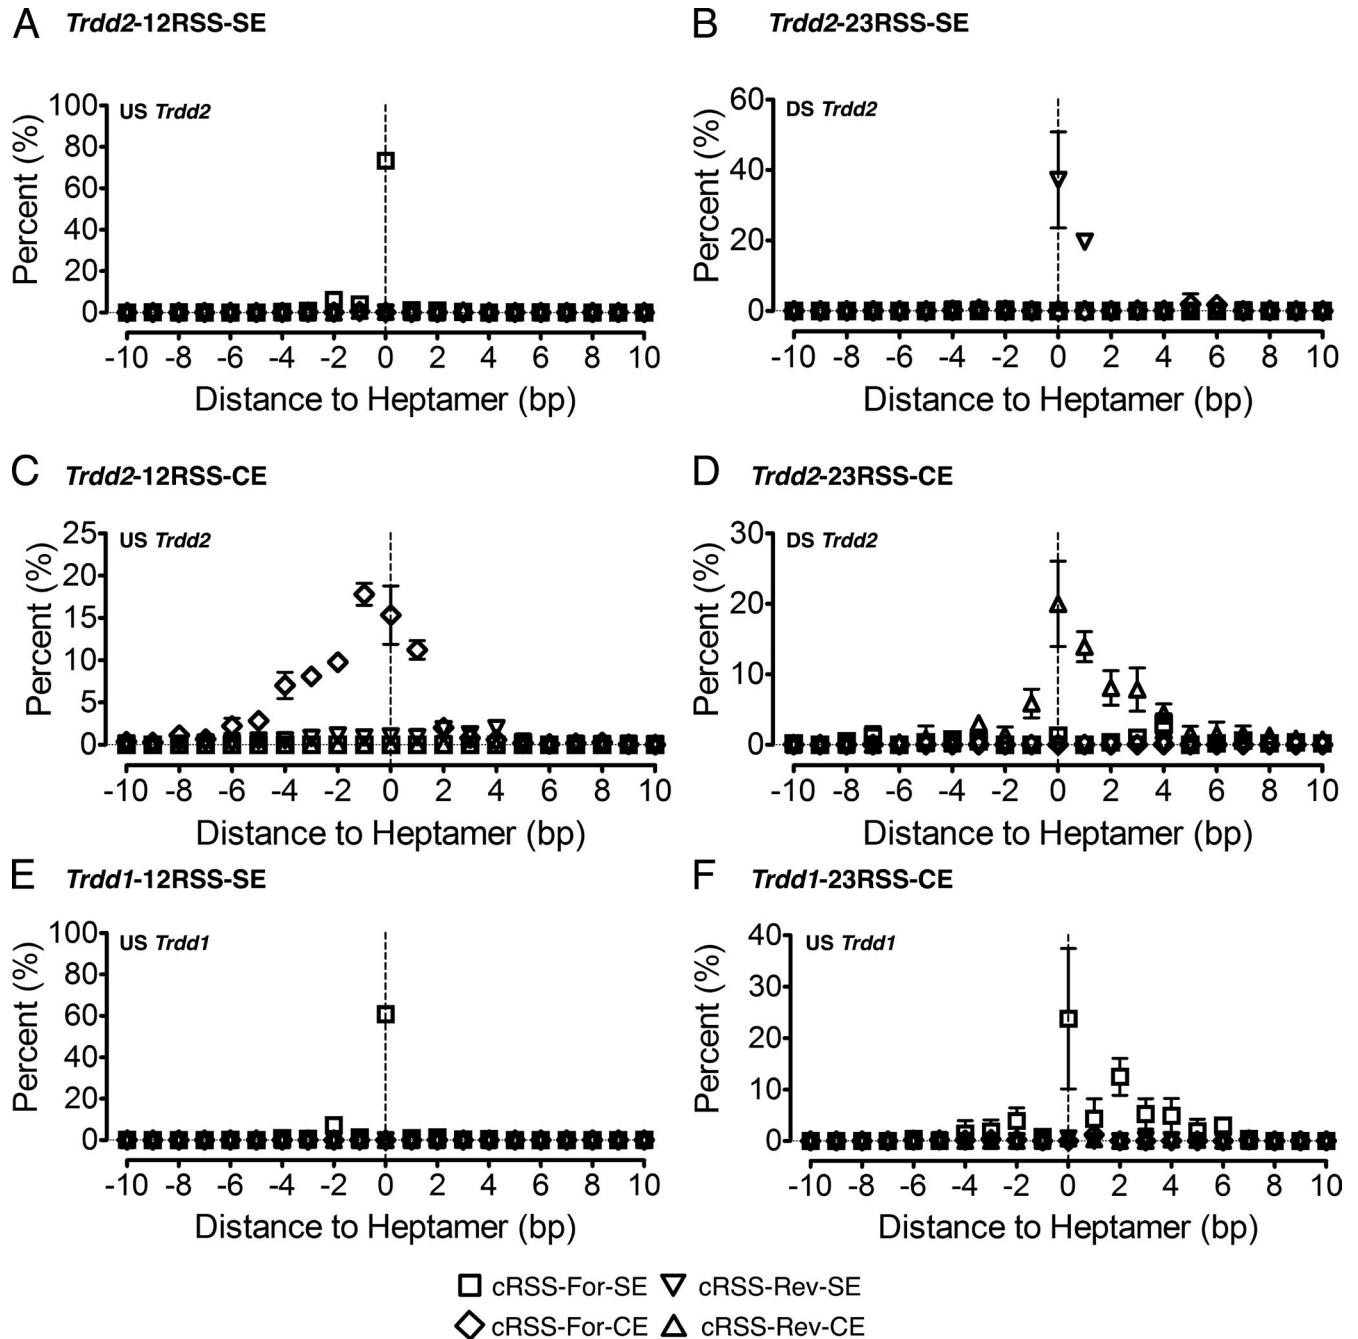 A Trdd2-12RSS-SE
US Trdd2
Percent (%)
100
80
60
40
20
0
-10 -8 -6 -4 -2 0 2 4 6 8 10
Distance to Heptamer (bp)
B Trdd2-23RSS-SE
DS Trdd2
Percent (%)
60
40
20
0
-10 -8 -6 -4 -2 0 2 4 6 8 10
Distance to Heptamer (bp)
C Trdd2-12RSS-CE
US Trdd2
Percent (%)
25
20
15
10
5
0
-10 -8 -6 -4 -2 0 2 4 6 8 10
Distance to Heptamer (bp)
D Trdd2-23RSS-CE
DS Trdd2
Percent (%)
30
20
10
0
-10 -8 -6 -4 -2 0 2 4 6 8 10
Distance to Heptamer (bp)
E Trdd1-12RSS-SE
US Trdd1
Percent (%)
100
80
60
40
20
0
-10 -8 -6 -4 -2 0 2 4 6 8 10
Distance to Heptamer (bp)
F Trdd1-23RSS-CE
US Trdd1
Percent (%)
40
30
20
10
0
-10 -8 -6 -4 -2 0 2 4 6 8 10
Distance to Heptamer (bp)
cRSS-For-SE cRSS-Rev-SE
cRSS-For-CE cRSS-Rev-CE